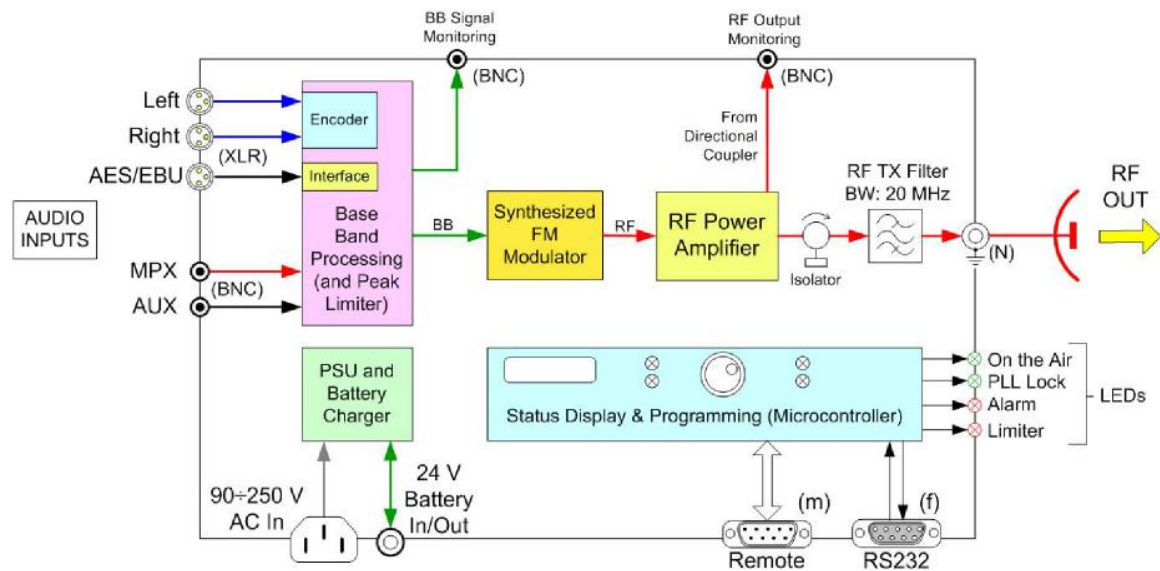 BB Signal
Monitoring
(BNC)
RF Output
Monitoring
(BNC)
Left
Right
(XLR)
AES/EBU
AUDIO
INPUTS
MPX
(BNC)
AUX
Encoder
Interface
Base
Band
Processing
(and Peak
Limiter)
BB
Synthesized
FM
Modulator
RF
RF Power
Amplifier
From
Directional
Coupler
Isolator
RF TX Filter
BW: 20 MHz
(N)
RF
OUT
PSU and
Battery
Charger
90÷250 V
AC In
24 V
Battery
In/Out
Status Display & Programming (Microcontroller)
On the Air
PLL Lock
Alarm
Limiter
LEDs
(m)
Remote
(f)
RS232